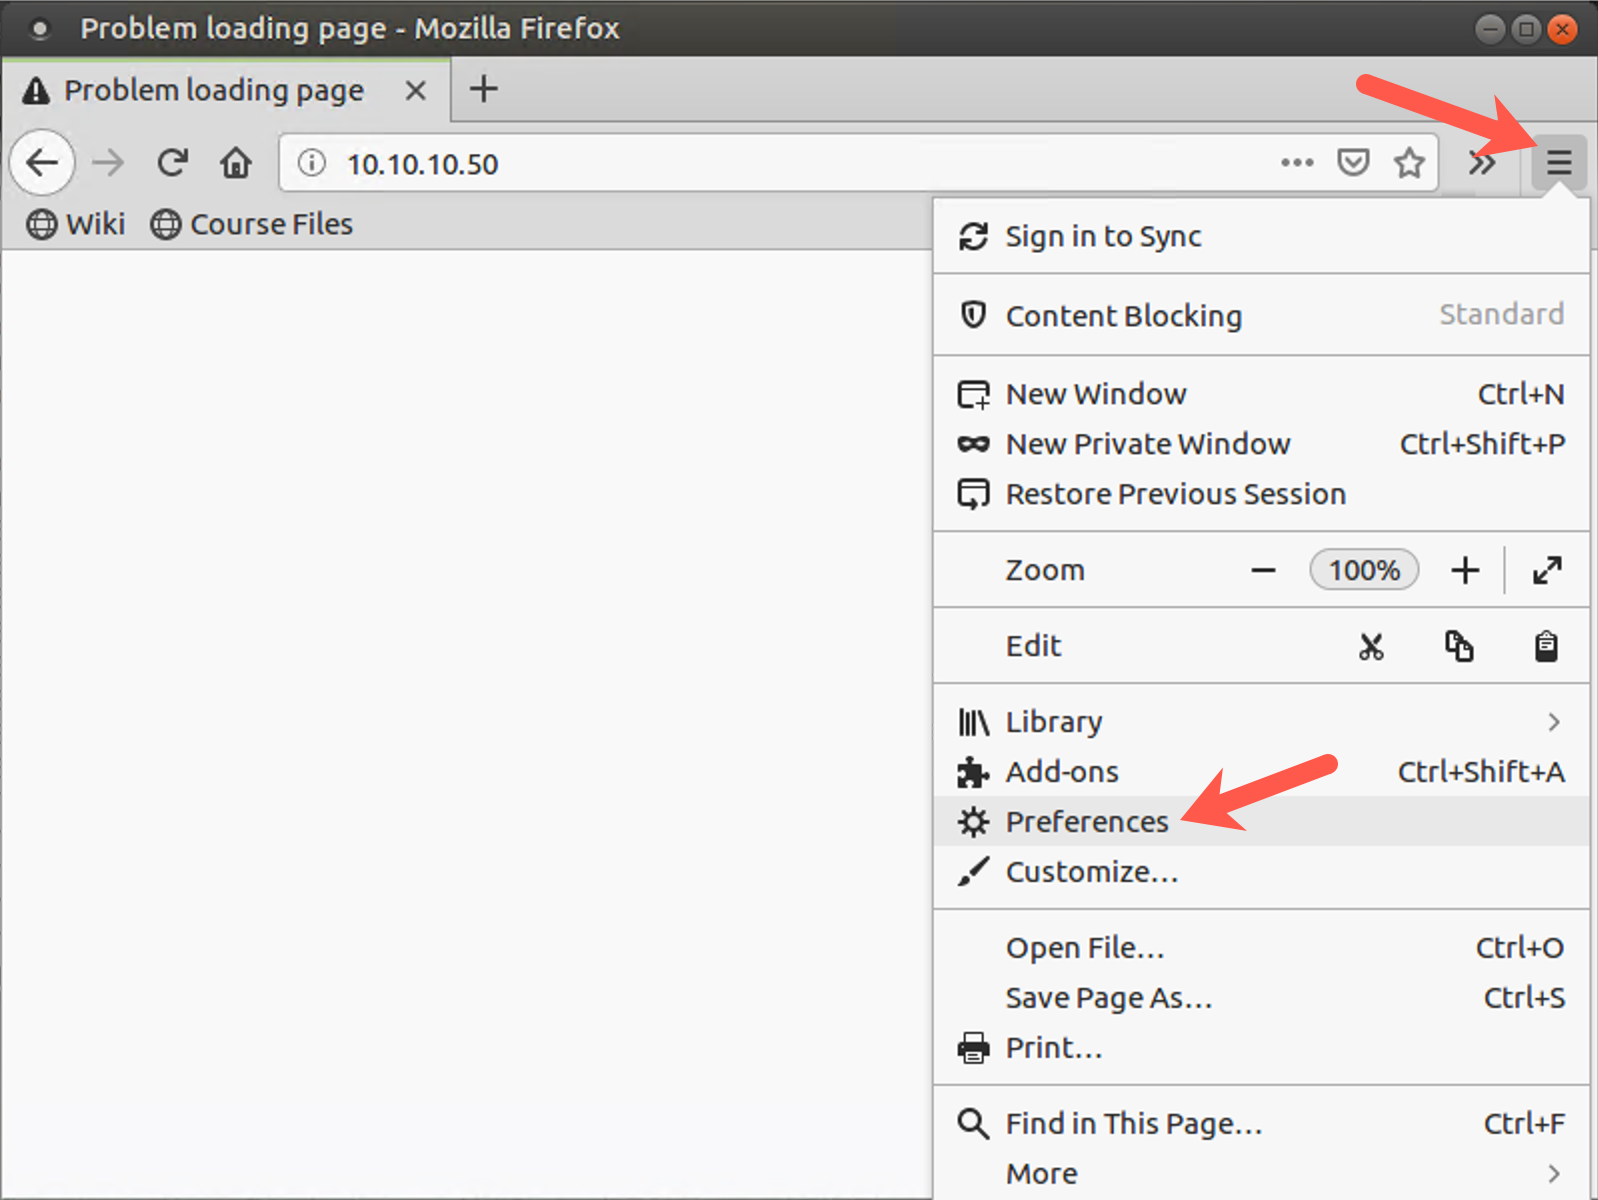 Problem loading page - Mozilla Firefox
Problem loading page
10.10.10.50
Wiki Course Files
Sign in to Sync
Content Blocking Standard
New Window Ctrl+N
New Private Window Ctrl+Shift+P
Restore Previous Session
Zoom 100%
Edit
Library
Add-ons Ctrl+Shift+A
Preferences
Customize…
Open File… Ctrl+O
Save Page As… Ctrl+S
Print…
Find in This Page… Ctrl+F
More